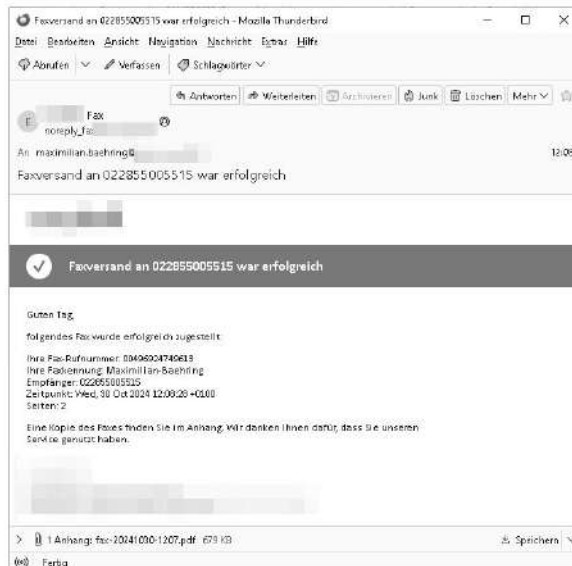 Faxversand an 022855005515 war erfolgreich - Mozilla Thunderbird
Datei Bearbeiten Ansicht Navigation Nachricht Extras Hilfe
Abrufen Verfassen Schlagwörter
Antworten Weiterleiten Archivieren Junk Löschen Mehr
Fax
noreply_fa
An maximilian.baehring@
12:08
Faxversand an 022855005515 war erfolgreich
Faxversand an 022855005515 war erfolgreich
Guten Tag,
folgendes Fax wurde erfolgreich zugestellt
Ihre Fax-Rufnummer: 00496924749613
Ihre Faxkennung: Maximilian-Baehring
Empfänger: 022855005515
Zeitpunkt: Wed, 30 Oct 2024 12:08:28 +0100
Seiten: 2
Eine Kopie des Faxes finden Sie im Anhang. Wir danken Ihnen dafür, dass Sie unseren
Service genutzt haben.
1 Anhang: fax-20241030-1207.pdf 679 KB Speichern
Fertig